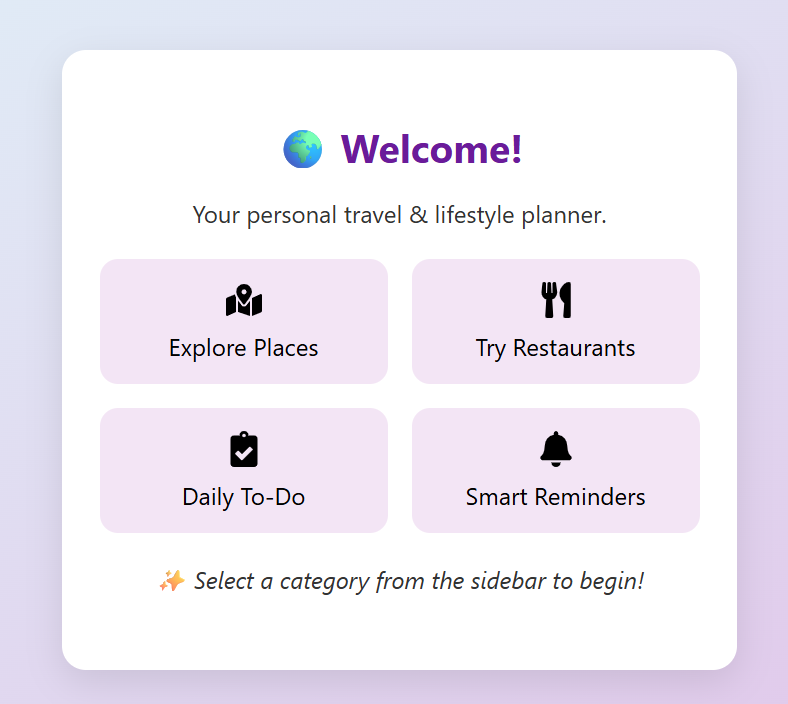 Welcome!
Your personal travel & lifestyle planner.
Explore Places
Try Restaurants
Daily To-Do
Smart Reminders
Select a category from the sidebar to begin!